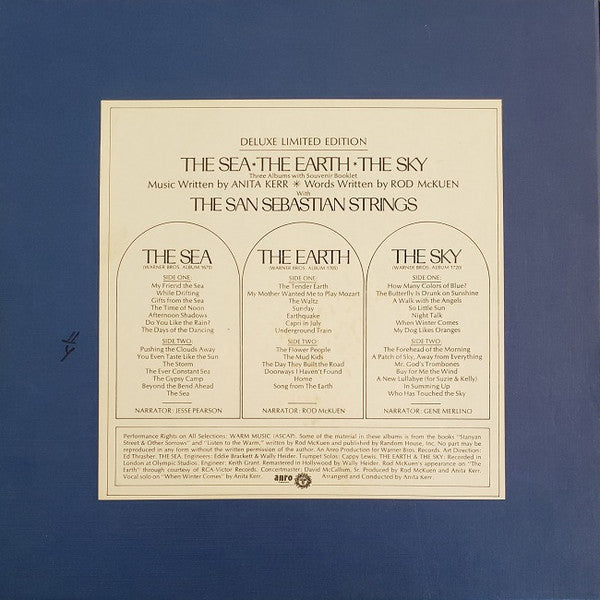 DELUXE LIMITED EDITION
THE SEA • THE EARTH • THE SKY
Three Albums with Souvenir Booklet
Music Written by ANITA KERR ✳ Words Written by ROD McKUEN
With
THE SAN SEBASTIAN STRINGS
THE SEA
(WARNER BROS. ALBUM 1670)
SIDE ONE:
My Friend the Sea
While Drifting
Gifts from the Sea
The Time of Noon
Afternoon Shadows
Do You Like the Rain?
The Days of the Dancing
SIDE TWO:
Pushing the Clouds Away
You Even Taste Like the Sun
The Storm
The Ever Constant Sea
The Gypsy Camp
Beyond the Bend Ahead
The Sea
NARRATOR: JESSE PEARSON
THE EARTH
(WARNER BROS. ALBUM 1705)
SIDE ONE:
The Tender Earth
My Mother Wanted Me to Play Mozart
The Waltz
Sunday
Earthquake
Capri in July
Underground Train
SIDE TWO:
The Flower People
The Mud Kids
The Day They Built the Road
Doorways I Haven't Found
Home
Song from the Earth
NARRATOR: ROD McKUEN
THE SKY
(WARNER BROS. ALBUM 1720)
SIDE ONE:
How Many Colors of Blue?
The Butterfly Is Drunk on Sunshine
A Walk with the Angels
So Little Sun
Night Talk
When Winter Comes
My Dog Likes Oranges
SIDE TWO:
The Forehead of the Morning
A Patch of Sky, Away from Everything
Mr. God's Trombones
Buy for Me the Wind
A New Lullabye (for Suzie & Kelly)
In Summing Up
Who Has Touched the Sky
NARRATOR: GENE MERLINO
Performance Rights on All Selections: WARM MUSIC (ASCAP). Some of the material in these albums is from the books "Stanyan
Street & Other Sorrows" and "Listen to the Warm," written by Rod McKuen and published by Random House, Inc. No part may be
reproduced in any form without the written permission of the author. An Anro Production for Warner Bros. Records. Art Direction:
Ed Thrasher. THE SEA: Engineers: Eddie Brackett & Wally Heider, Trumpet Solos: Cappy Lewis. THE EARTH & THE SKY: Recorded in
London at Olympic Studios. Engineer: Keith Grant. Remastered in Hollywood by Wally Heider. Rod McKuen's appearance on "The
Earth" through courtesy of RCA Victor Records. Concertmaster: David McCallum, Sr. Produced by Rod McKuen and Anita Kerr.
Vocal solo on "When Winter Comes" by Anita Kerr. anro Arranged and Conducted by Anita Kerr.